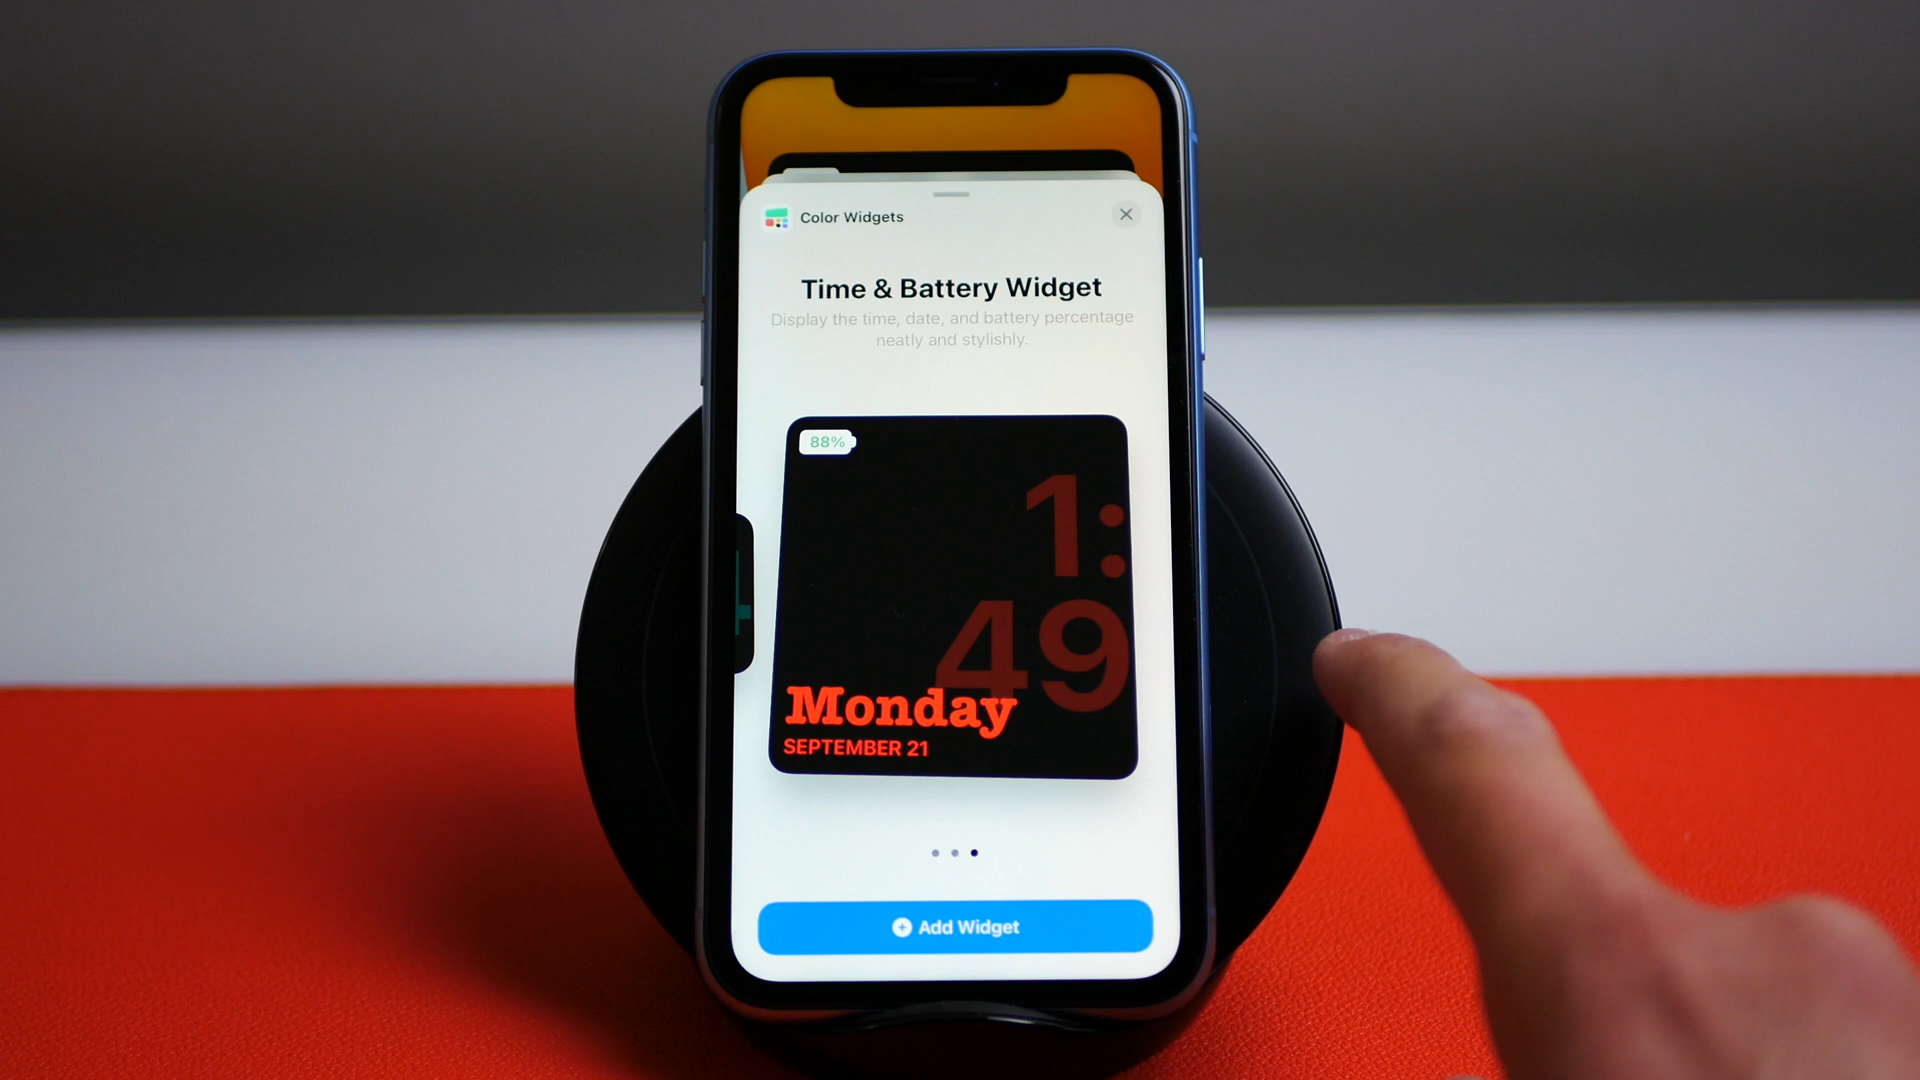 Color Widgets
Time & Battery Widget
Display the time, date, and battery percentage
neatly and stylishly.
88%
1:
49
Monday
SEPTEMBER 21
Add Widget